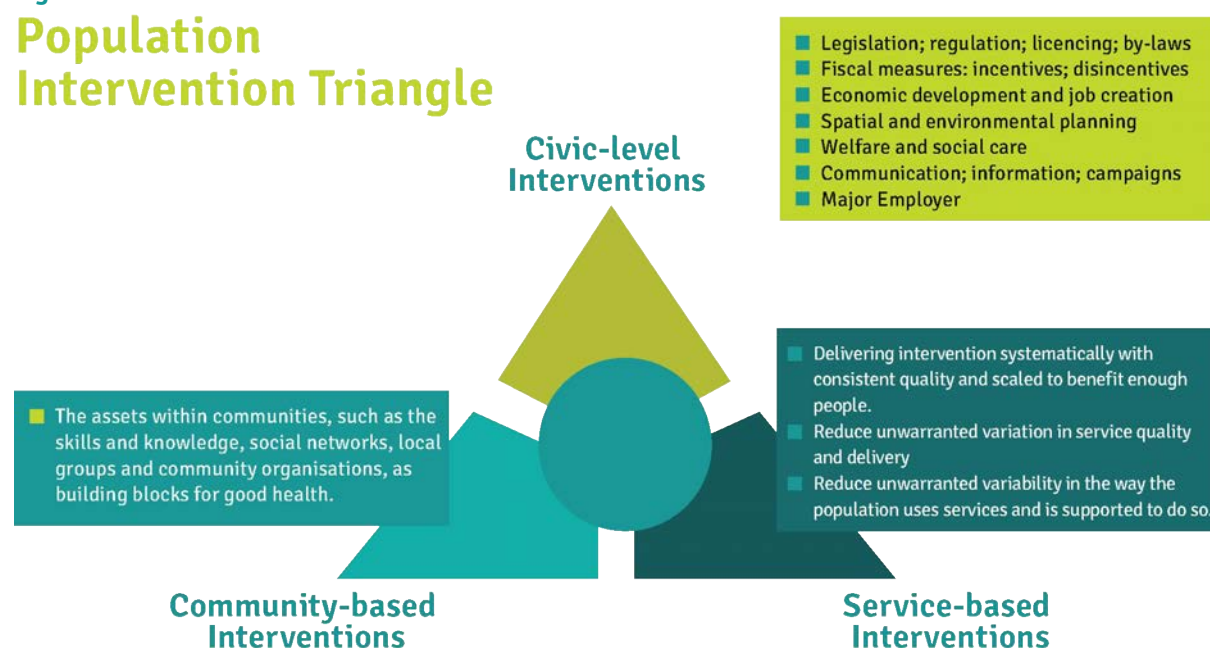 Population
Intervention Triangle
Legislation; regulation; licencing; by-laws
Fiscal measures: incentives; disincentives
Economic development and job creation
Spatial and environmental planning
Welfare and social care
Communication; information; campaigns
Major Employer
Civic-level
Interventions
Delivering intervention systematically with
consistent quality and scaled to benefit enough
people.
Reduce unwarranted variation in service quality
and delivery
Reduce unwarranted variability in the way the
population uses services and is supported to do so.
The assets within communities, such as the
skills and knowledge, social networks, local
groups and community organisations, as
building blocks for good health.
Community-based
Interventions
Service-based
Interventions